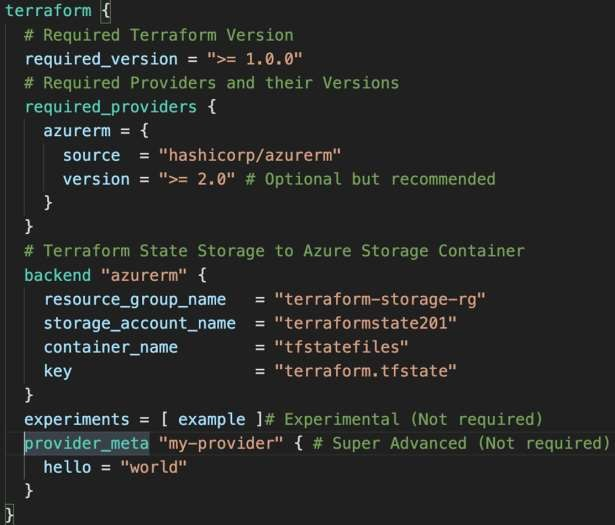 terraform {
  # Required Terraform Version
  required_version = ">= 1.0.0"
  # Required Providers and their Versions
  required_providers {
    azurerm = {
      source  = "hashicorp/azurerm"
      version = ">= 2.0" # Optional but recommended
    }
  }
  # Terraform State Storage to Azure Storage Container
  backend "azurerm" {
    resource_group_name   = "terraform-storage-rg"
    storage_account_name  = "terraformstate201"
    container_name        = "tfstatefiles"
    key                   = "terraform.tfstate"
  }
  experiments = [ example ]# Experimental (Not required)
  provider_meta "my-provider" { # Super Advanced (Not required)
    hello = "world"
  }
}